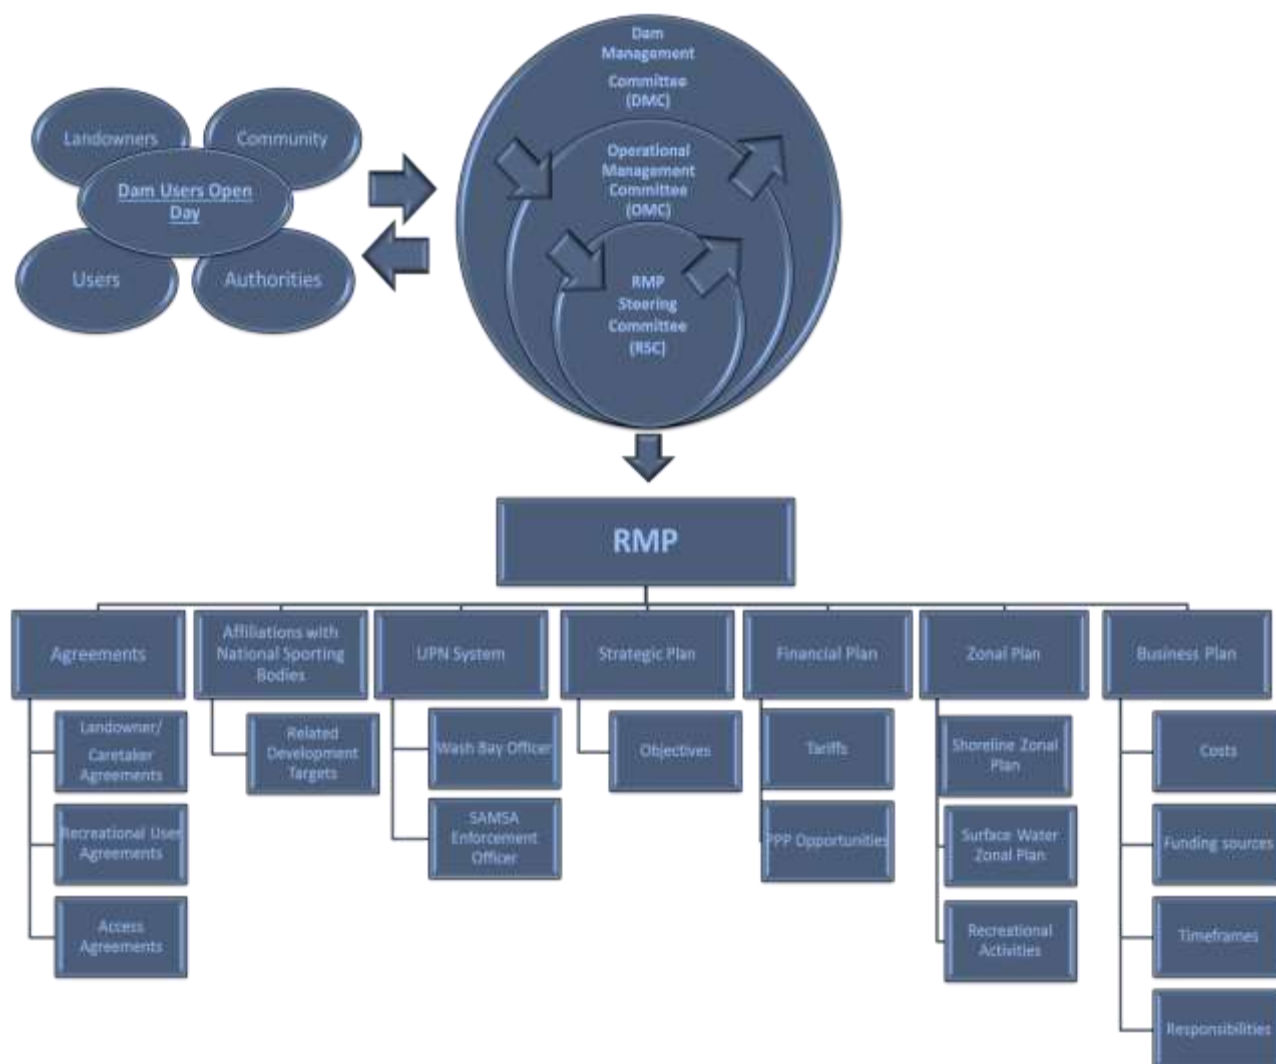 Dam
Management
Committee
(DMC)
Landowners
Community
Dam Users Open
Day
Users
Authorities
Operational
Management
Committee
(OMC)
RMP
Steering
Committee
(RSC)
RMP
Agreements
Affiliations with
National Sporting
Bodies
UPN System
Strategic Plan
Financial Plan
Zonal Plan
Business Plan
Landowner/
Caretaker
Agreements
Recreational User
Agreements
Access
Agreements
Related
Development
Targets
Wash Bay Officer
SAMSA
Enforcement
Officer
Objectives
Tariffs
PPP Opportunities
Shoreline Zonal
Plan
Surface Water
Zonal Plan
Recreational
Activities
Costs
Funding sources
Timeframes
Responsibilities